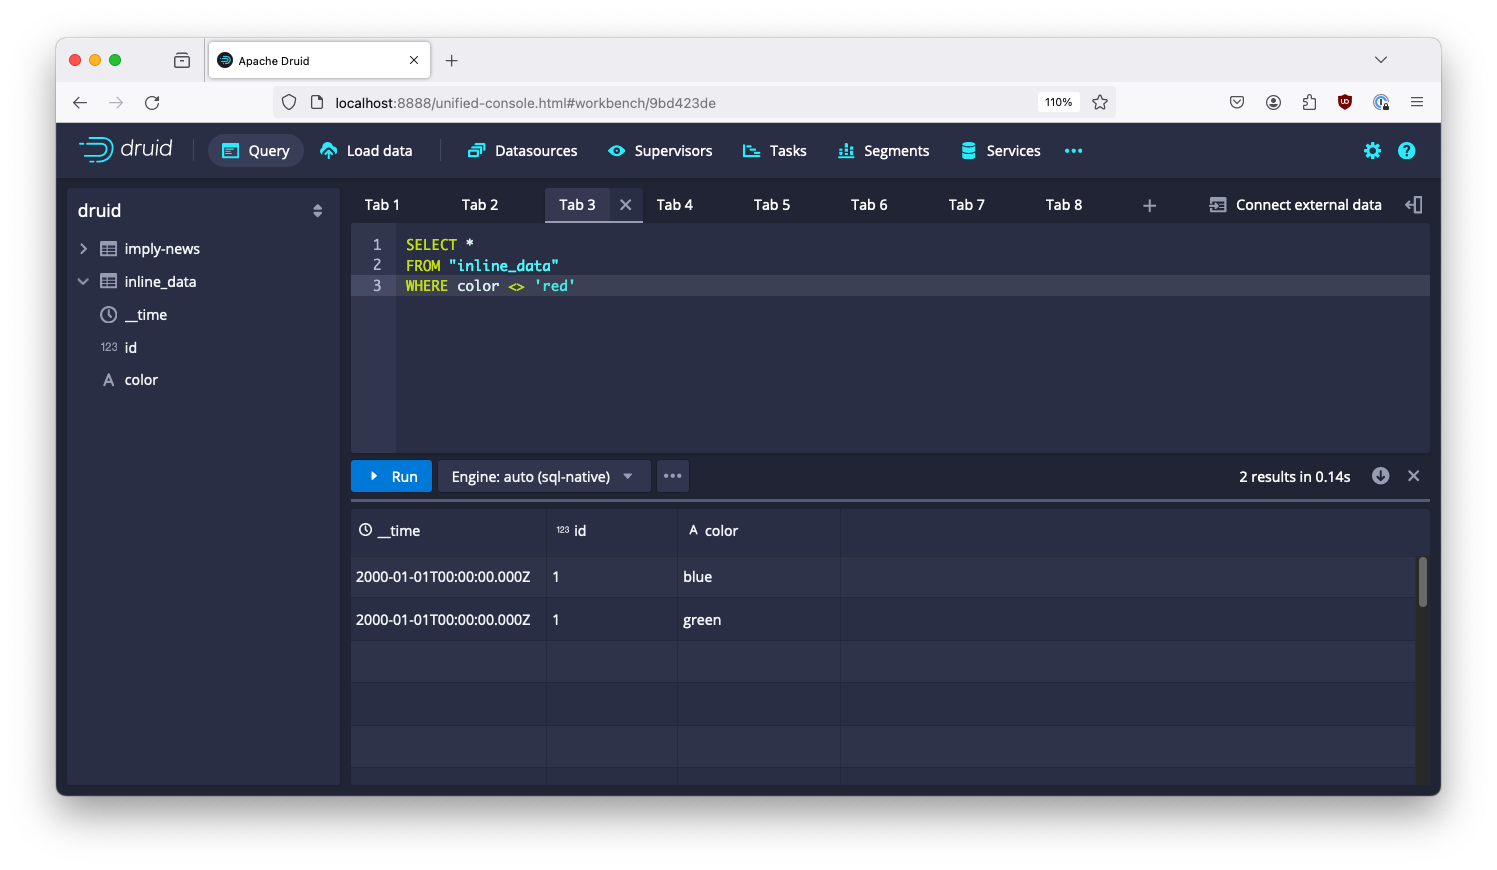 Apache Druid
localhost:8888/unified-console.html#workbench/9bd423de
110%
druid
Query
Load data
Datasources
Supervisors
Tasks
Segments
Services
druid
imply-news
inline_data
__time
123 id
A color
Tab 1
Tab 2
Tab 3
Tab 4
Tab 5
Tab 6
Tab 7
Tab 8
Connect external data
1 SELECT *
2 FROM "inline_data"
3 WHERE color <> 'red'
Run
Engine: auto (sql-native)
2 results in 0.14s
__time 123 id A color
2000-01-01T00:00:00.000Z 1 blue
2000-01-01T00:00:00.000Z 1 green